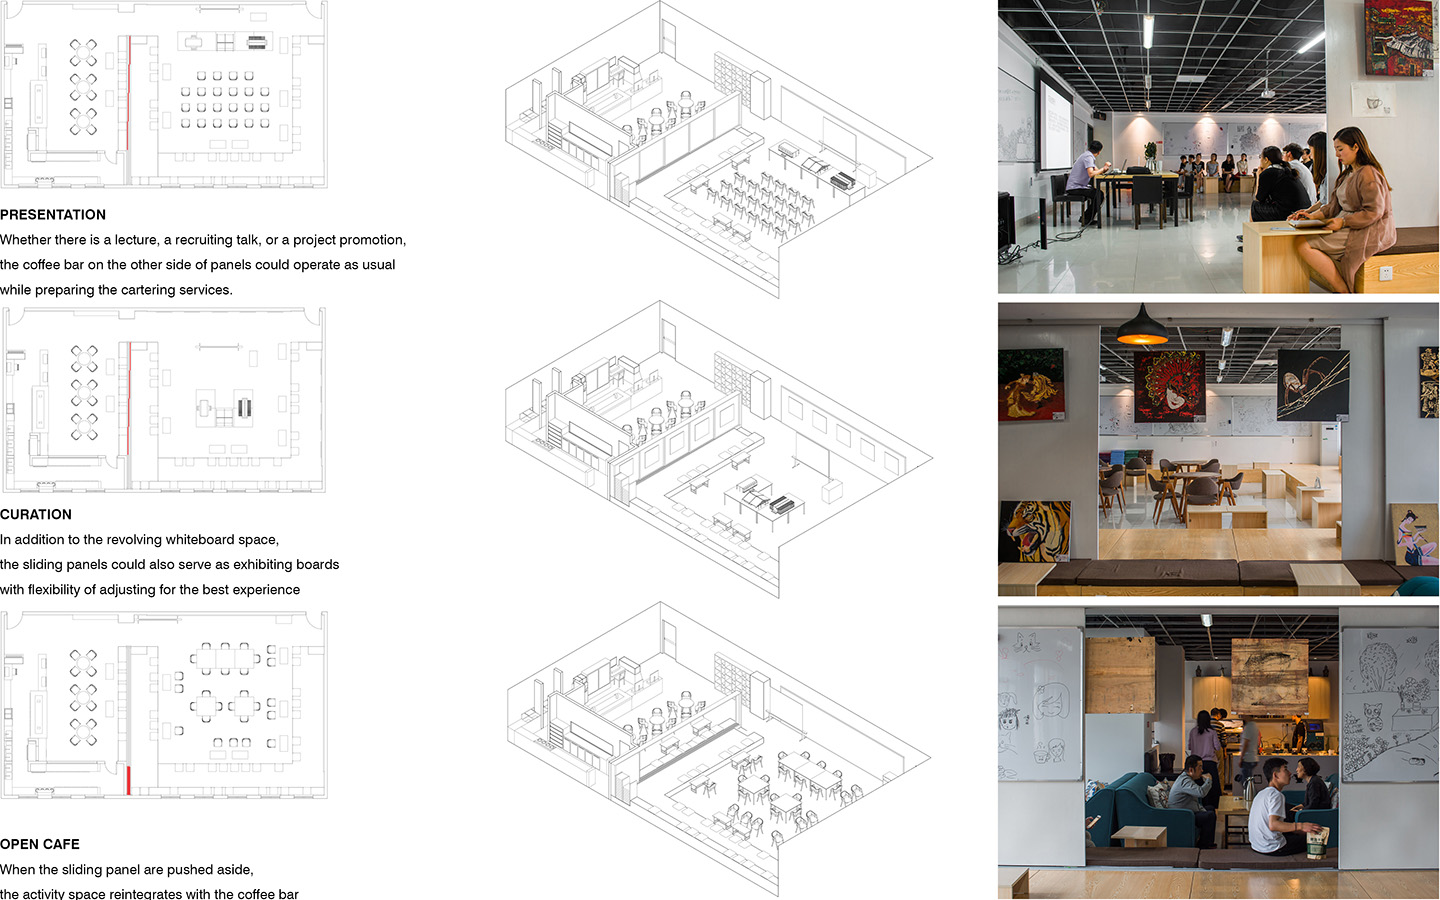 PRESENTATION
Whether there is a lecture, a recruiting talk, or a project promotion,
the coffee bar on the other side of panels could operate as usual
while preparing the cartering services.
CURATION
In addition to the revolving whiteboard space,
the sliding panels could also serve as exhibiting boards
with flexibility of adjusting for the best experience
OPEN CAFE
When the sliding panel are pushed aside,
the activity space reintegrates with the coffee bar